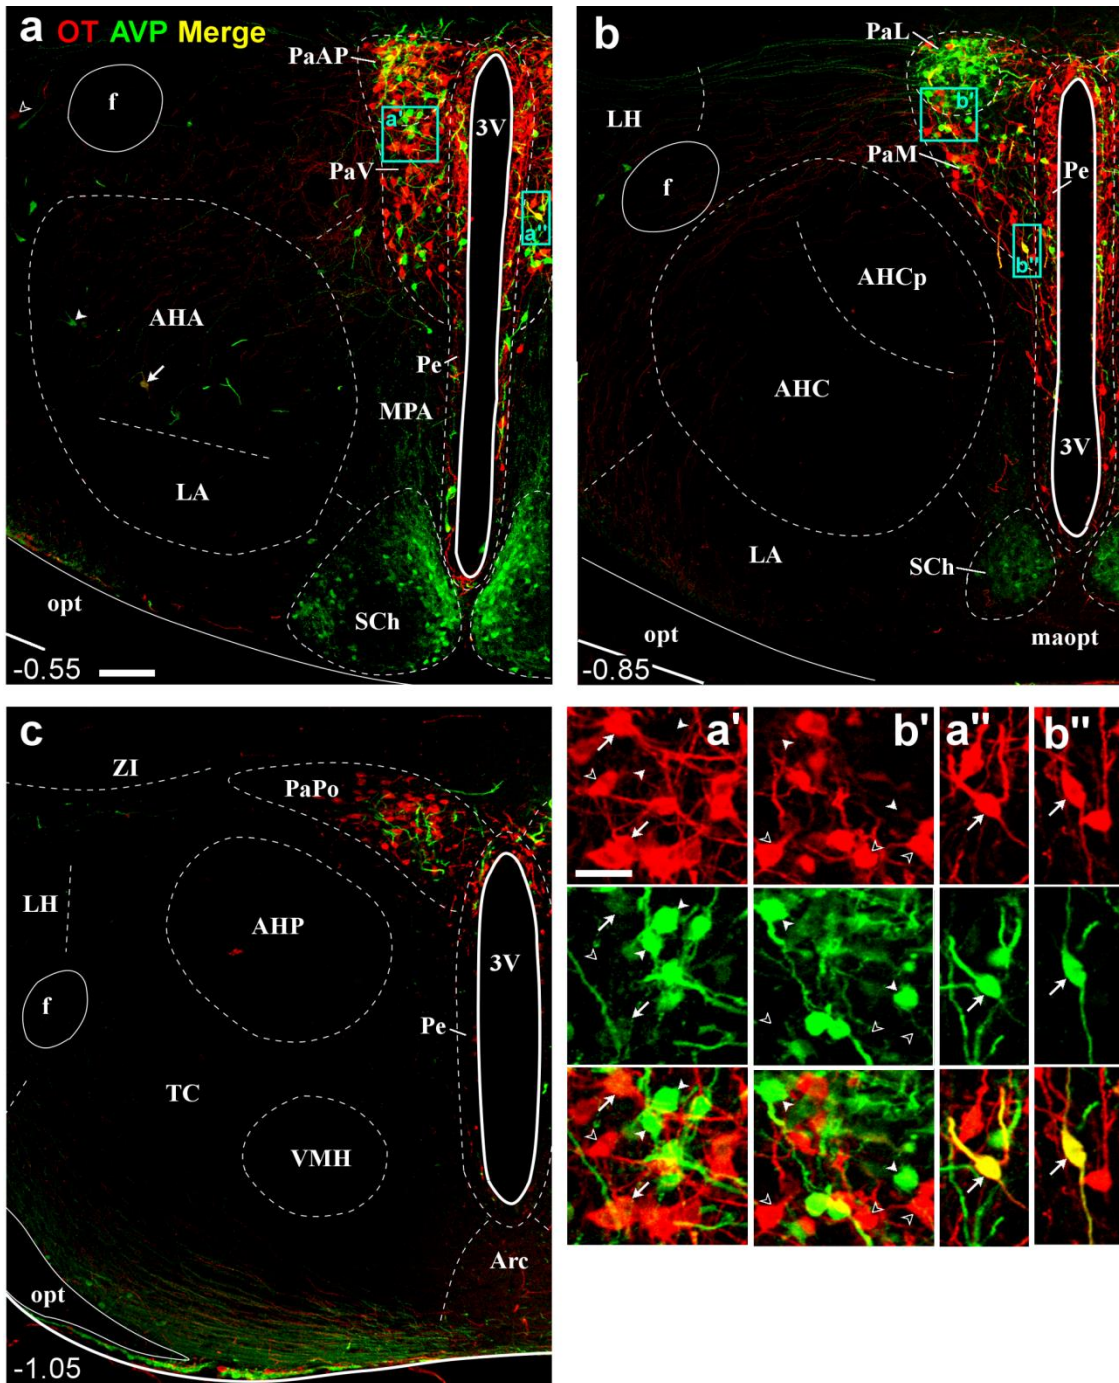 a OT AVP Merge
PaAP
f
a'
3V
PaV
a''
AHA
Pe
MPA
LA
opt
SCh
-0.55
b
PaL
b'
LH
PaM
f
Pe
b''
AHCp
AHC
3V
LA
SCh
opt
maopt
-0.85
c
ZI
PaPo
LH
AHP
3V
f
Pe
TC
VMH
Arc
opt
-1.05
a' b' a'' b''